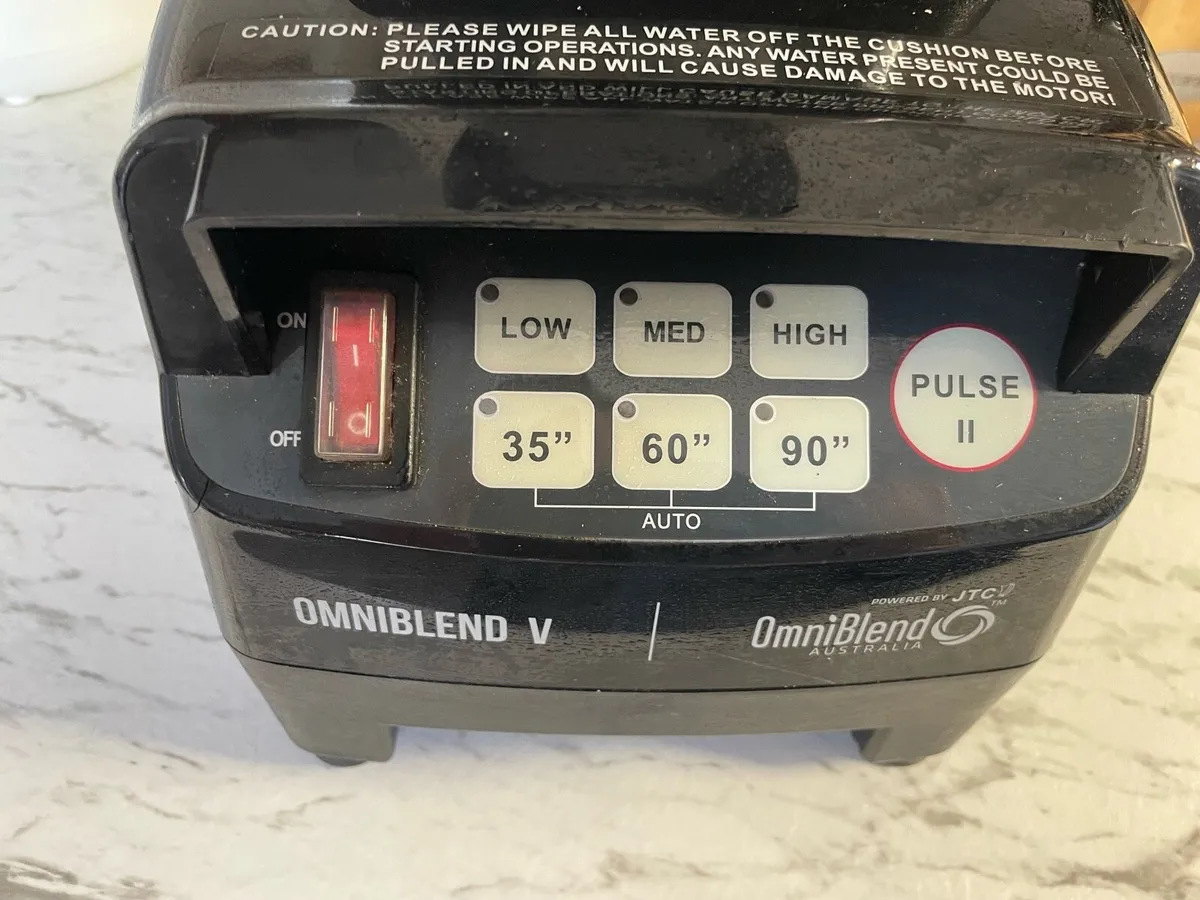 CAUTION: PLEASE WIPE ALL WATER OFF THE CUSHION BEFORE
STARTING OPERATIONS. ANY WATER PRESENT COULD BE
PULLED IN AND WILL CAUSE DAMAGE TO THE MOTOR!
ON
I
O
OFF
LOW
MED
HIGH
35”
60”
90”
AUTO
PULSE
II
OMNIBLEND V
POWERED BY JTC
OmniBlend™
AUSTRALIA